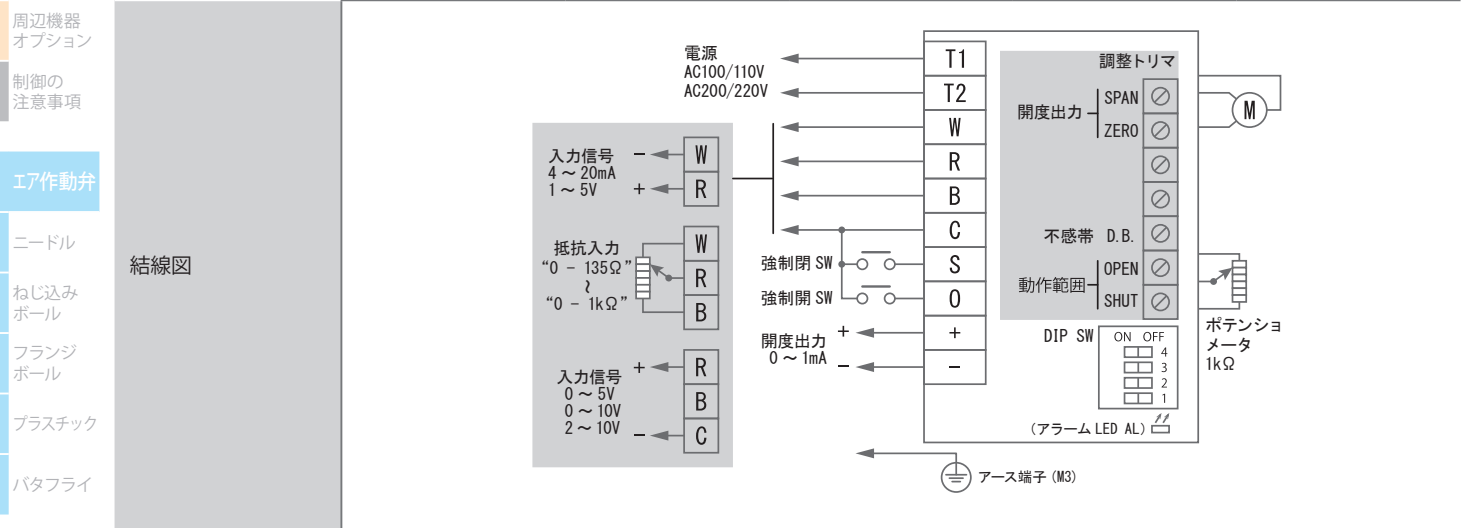 周辺機器
オプション
制御の
注意事項
エア作動弁
ニードル
ねじ込み
ボール
フランジ
ボール
プラスチック
バタフライ
結線図
入力信号
4 ～ 20mA
1 ～ 5V
－
+
W
R
抵抗入力
“0 － 135Ω”
～
“0 － 1kΩ”
W
R
B
入力信号
0 ～ 5V
0 ～ 10V
2 ～ 10V
+
－
R
B
C
電源
AC100/110V
AC200/220V
強制閉 SW
強制開 SW
開度出力
0 ～ 1mA
+
－
T1
T2
W
R
B
C
S
O
+
－
調整トリマ
開度出力
SPAN
ZERO
不感帯 D.B.
動作範囲
OPEN
SHUT
DIP SW
ON OFF
4
3
2
1
(アラーム LED AL)
M
ポテンショ
メータ
1kΩ
アース端子 (M3)